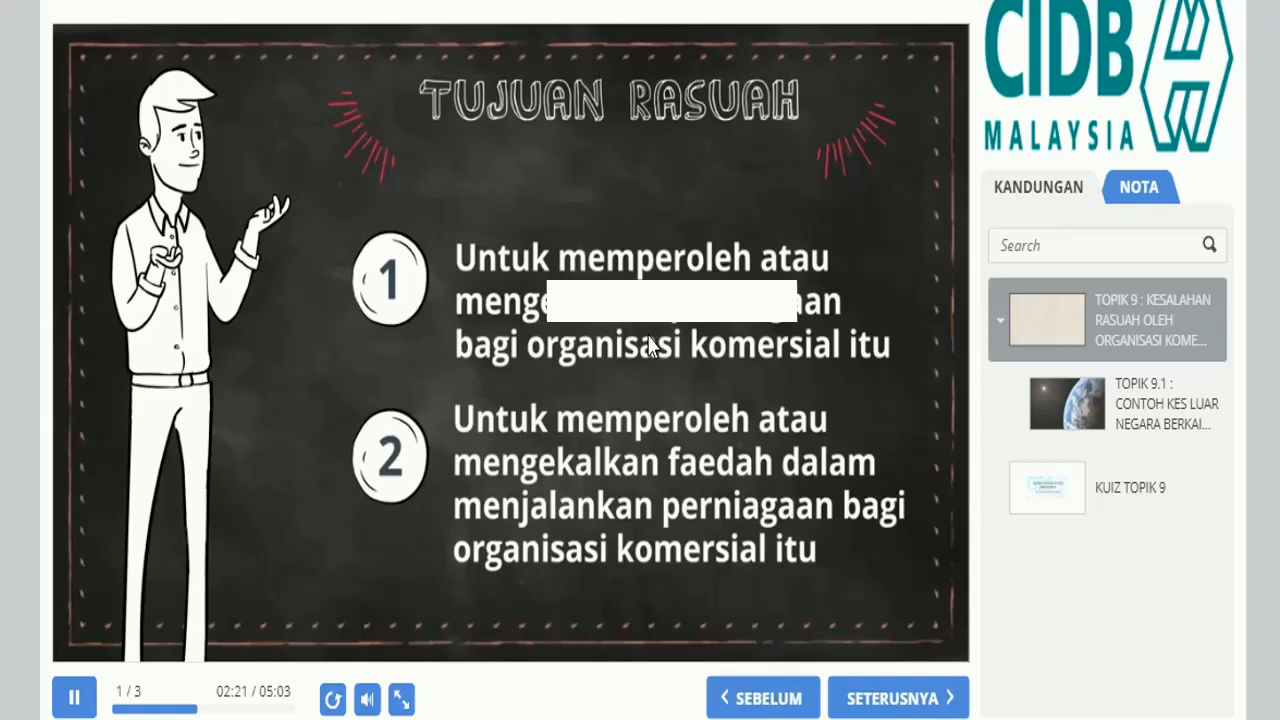 CIDB
MALAYSIA
TUJUAN RASUAH
1
Untuk memperoleh atau
bagi organisasi komersial itu
2
Untuk memperoleh atau
mengekalkan faedah dalam
menjalankan perniagaan bagi
organisasi komersial itu
KANDUNGAN
NOTA
Search
TOPIK 9 : KESALAHAN
RASUAH OLEH
ORGANISASI KOME...
TOPIK 9.1 :
CONTOH KES LUAR
NEGARA BERKAI...
KUIZ TOPIK 9
1 / 3
02:21 / 05:03
SEBELUM
SETERUSNYA